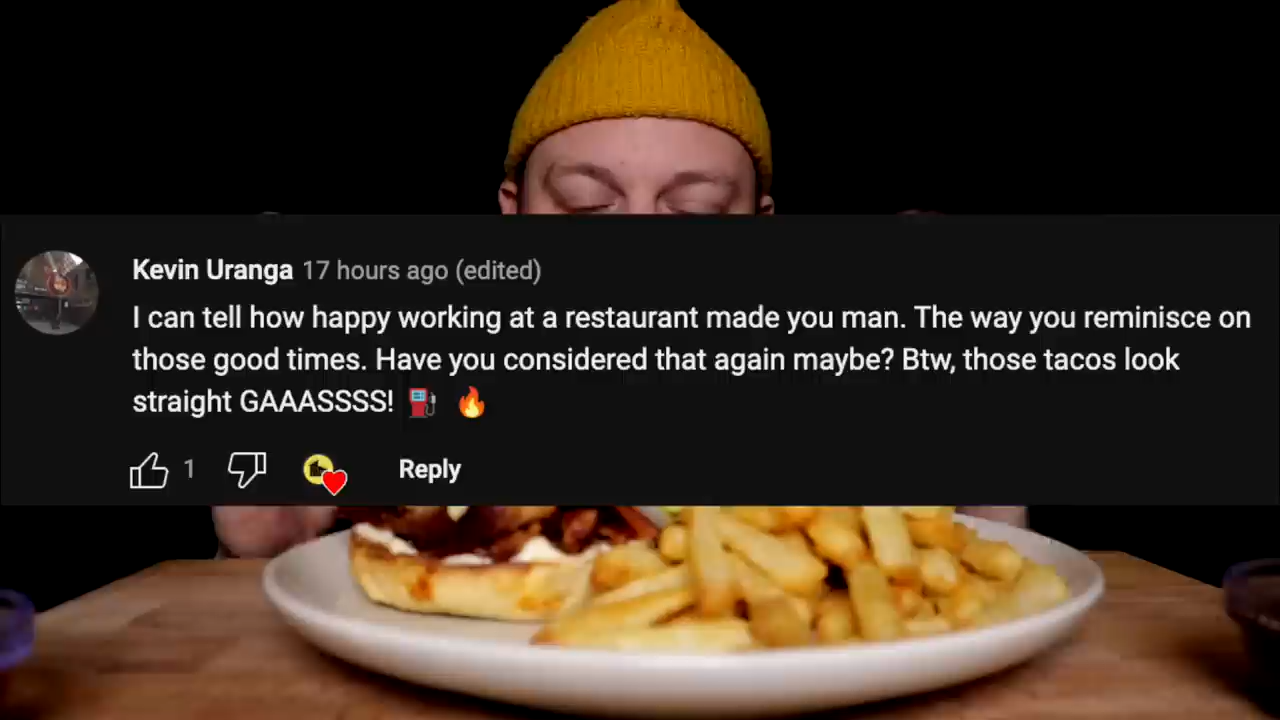 Kevin Uranga 17 hours ago (edited)
I can tell how happy working at a restaurant made you man. The way you reminisce on
those good times. Have you considered that again maybe? Btw, those tacos look
straight GAAASSSS! ⛽ 🔥
1 Reply